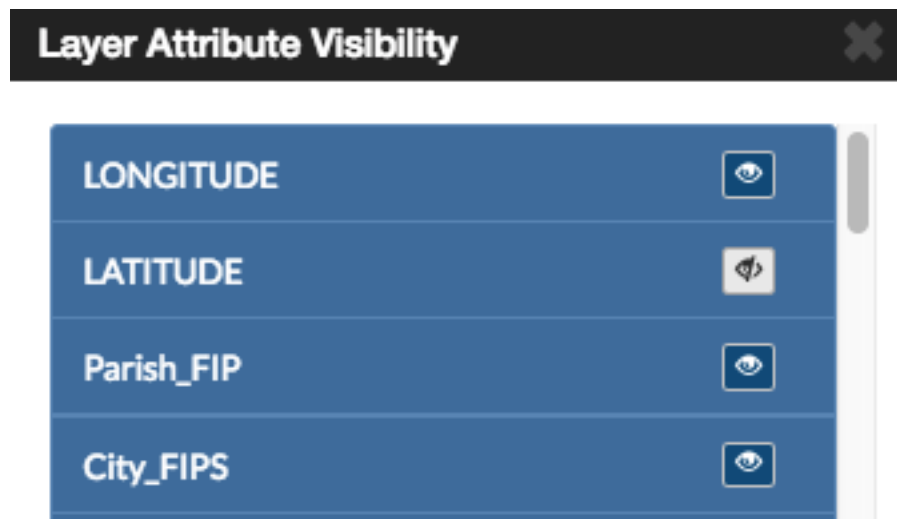 Layer Attribute Visibility
LONGITUDE
LATITUDE
Parish_FIP
City_FIPS